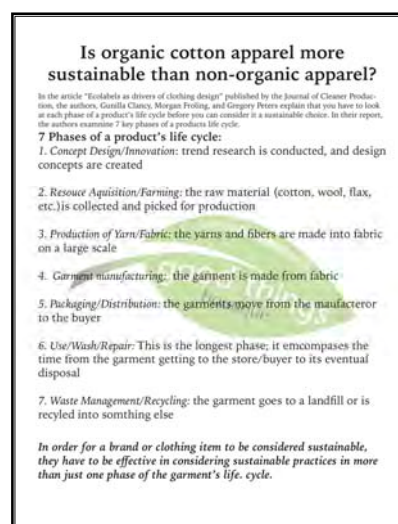 Is organic cotton apparel more
sustainable than non-organic apparel?
In the article "Ecolabels as drivers of clothing design" published by the Journal of Cleaner Produc-
tion, the authors, Gunilla Clancy, Morgan Froling, and Gregory Peters explain that you have to look
at each phase of a product's life cycle before you can consider it a sustainable choice. In their report,
the authors examnine 7 key phases of a products life cycle.
7 Phases of a product's life cycle:
1. Concept Design/Innovation: trend research is conducted, and design
concepts are created
2. Resouce Aquisition/Farming: the raw material (cotton, wool, flax,
etc.)is collected and picked for production
3. Production of Yarn/Fabric: the yarns and fibers are made into fabric
on a large scale
4. Garment manufacturing: the garment is made from fabric
5. Packaging/Distribution: the garments move from the maufacteror
to the buyer
6. Use/Wash/Repair: This is the longest phase; it emcompases the
time from the garment getting to the store/buyer to its eventual
disposal
7. Waste Management/Recycling: the garment goes to a landfill or is
recyled into somthing else
In order for a brand or clothing item to be considered sustainable,
they have to be effective in considering sustainable practices in more
than just one phase of the garment's life. cycle.